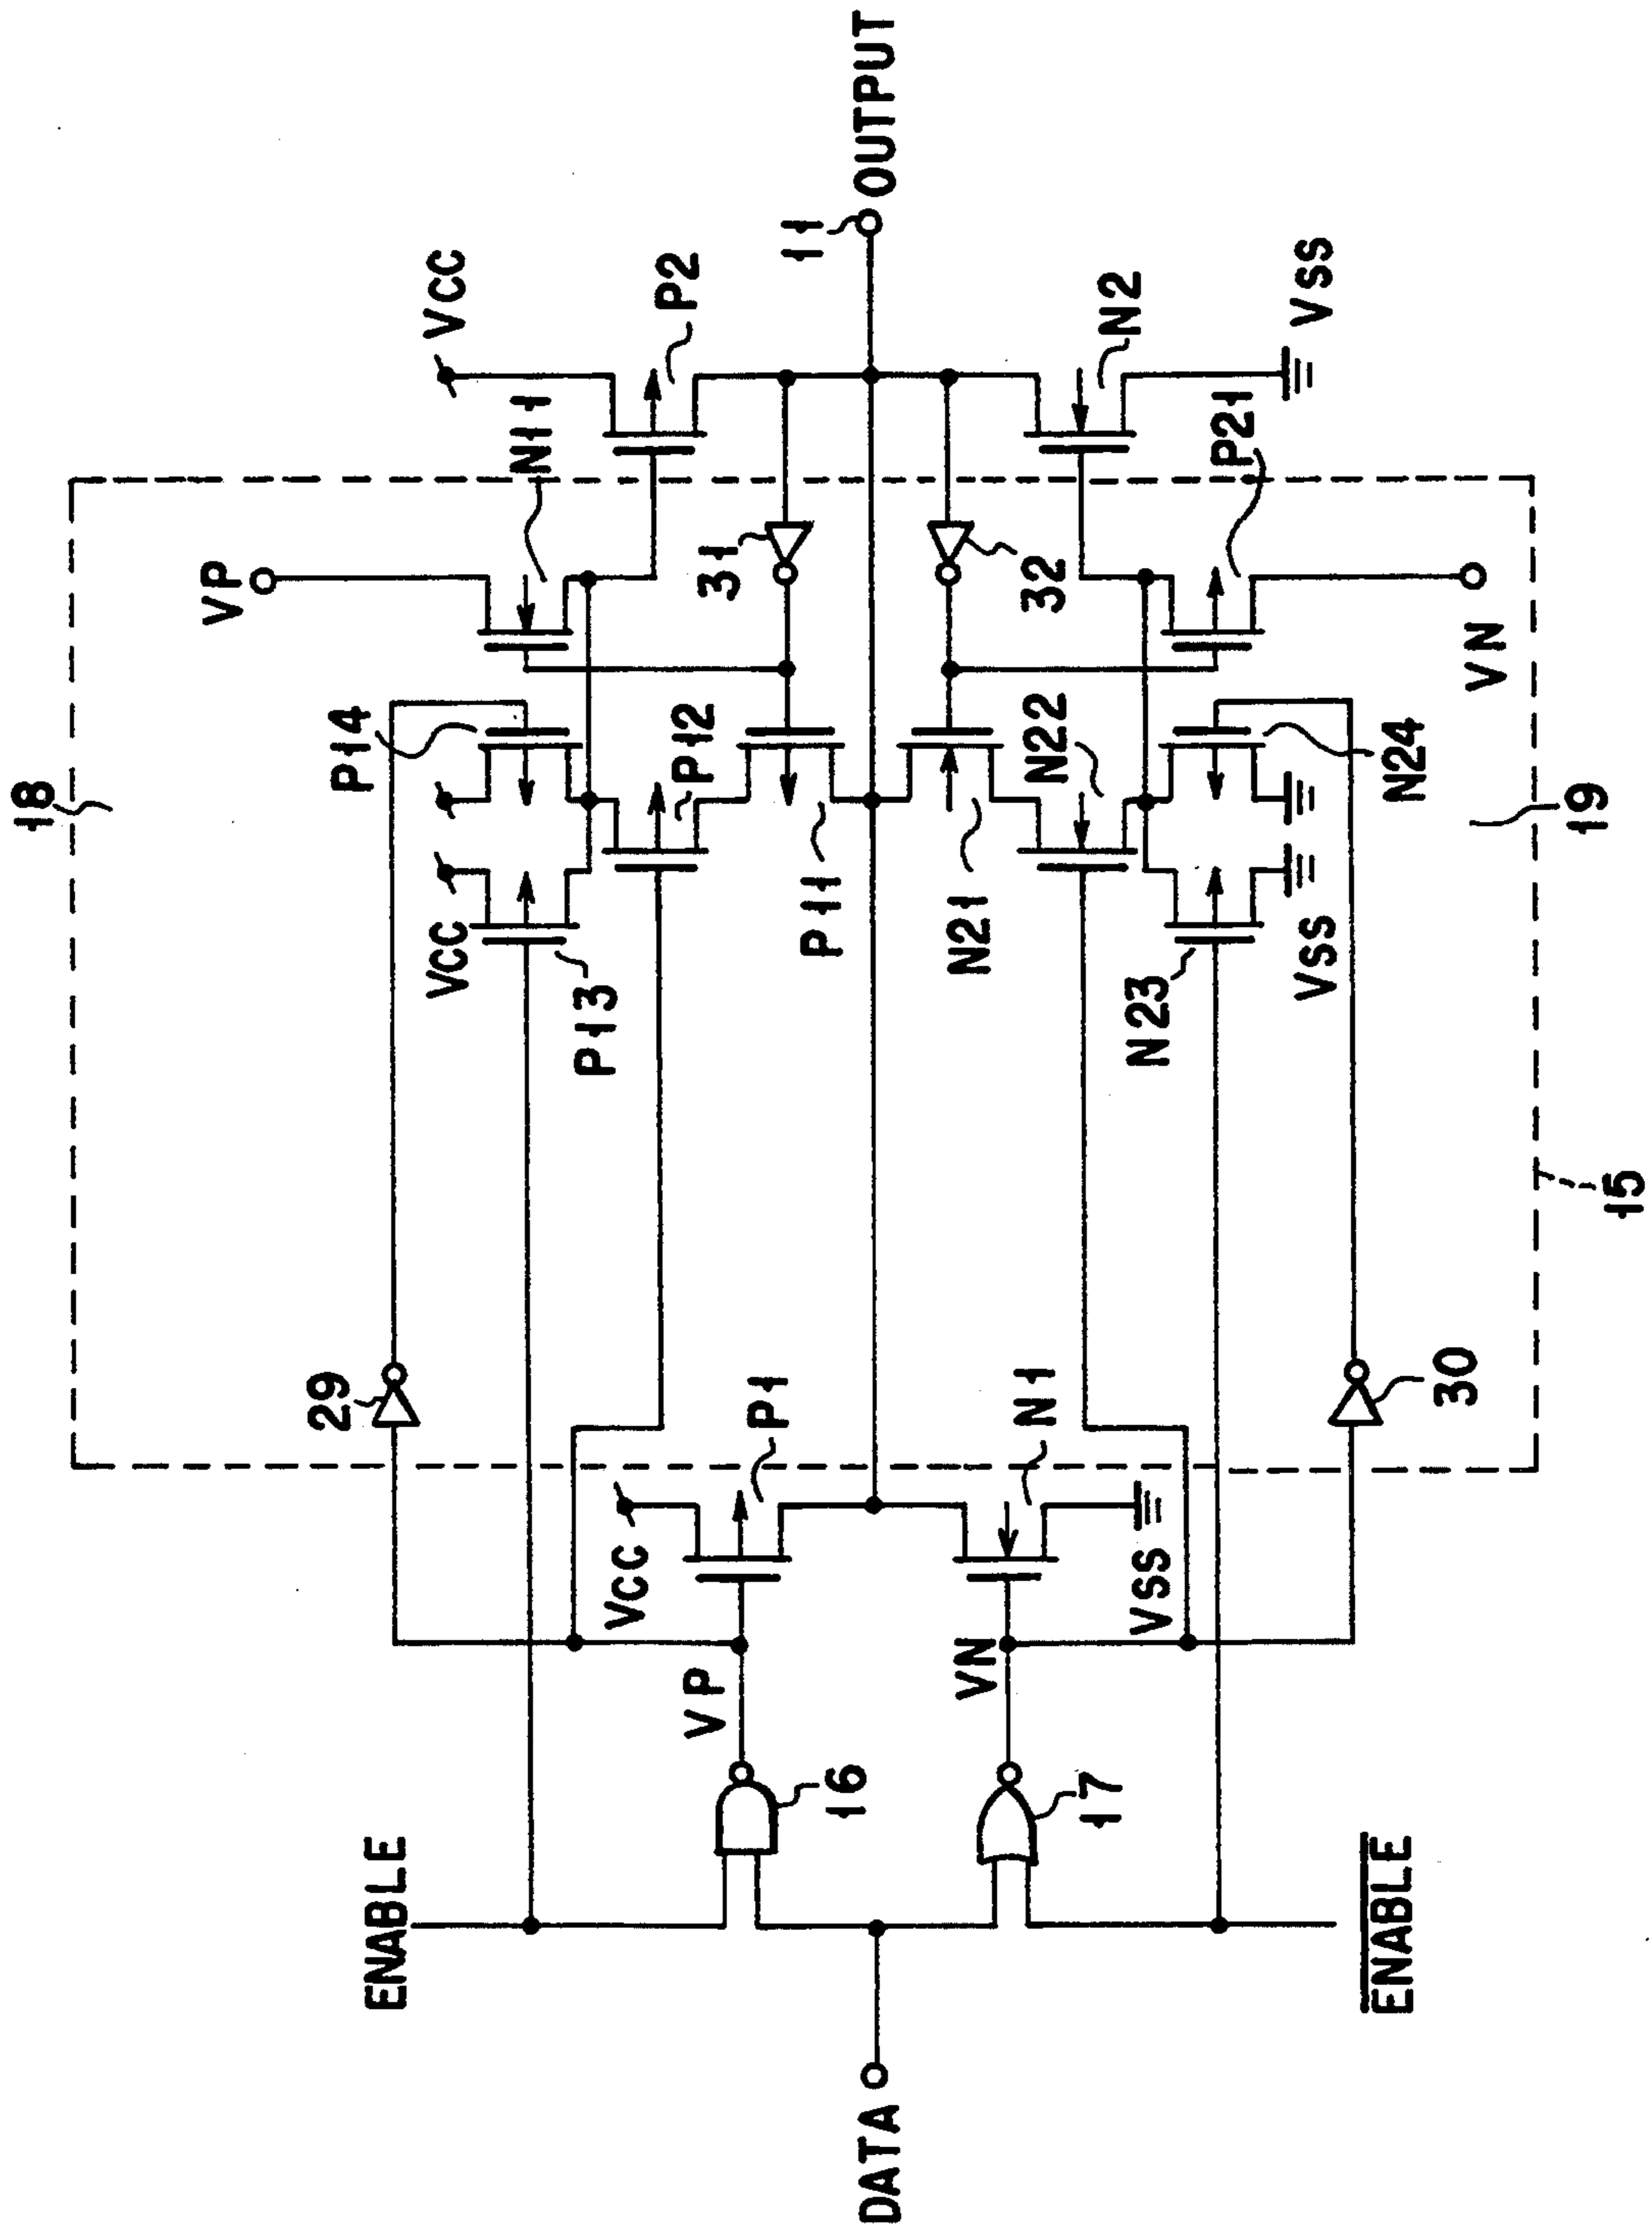 18
VP
VCC
N11
P2
11
OUTPUT
P14
VCC
P13
P12
31
P11
29
ENABLE
VCC
P1
VP
16
DATA
VN
17
N1
VSS
N21
N22
32
N2
VSS
P21
N23
VSS
N24
VN
30
ENABLE
19
15